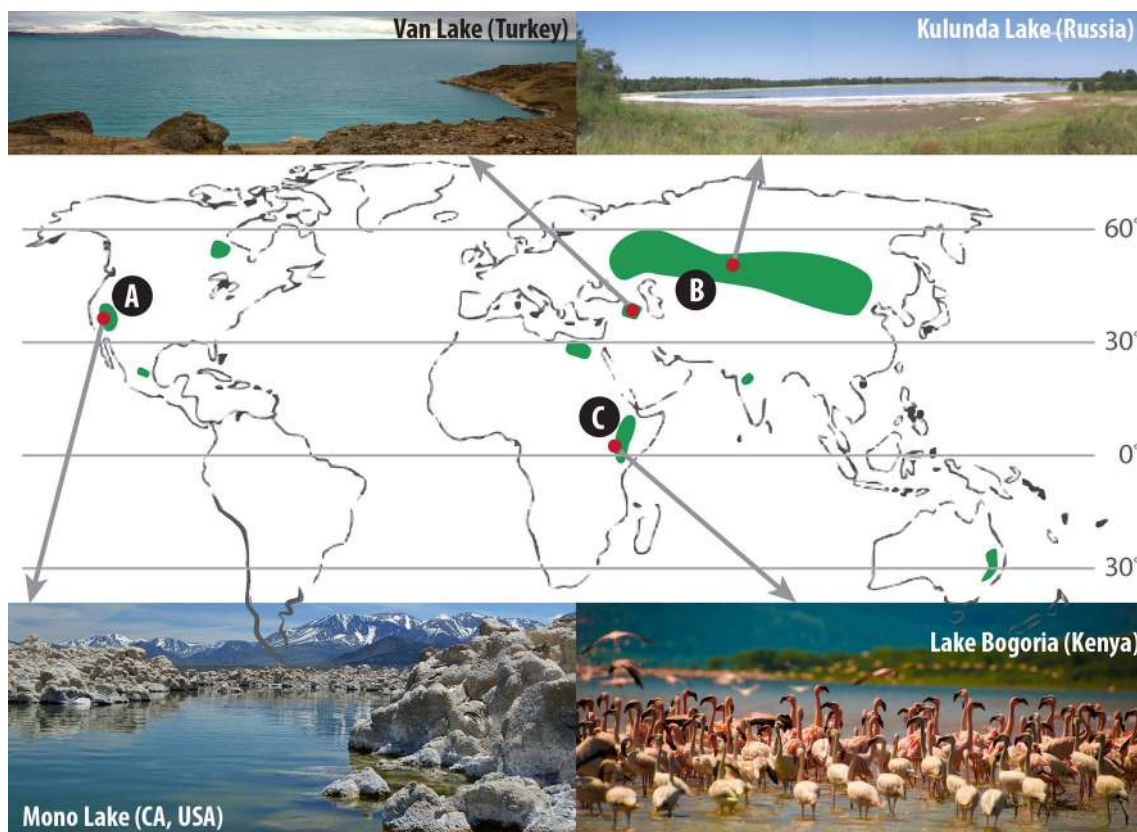 Van Lake (Turkey)
Kulunda Lake (Russia)
60°
A
B
30°
C
0°
30°
Lake Bogoria (Kenya)
Mono Lake (CA, USA)